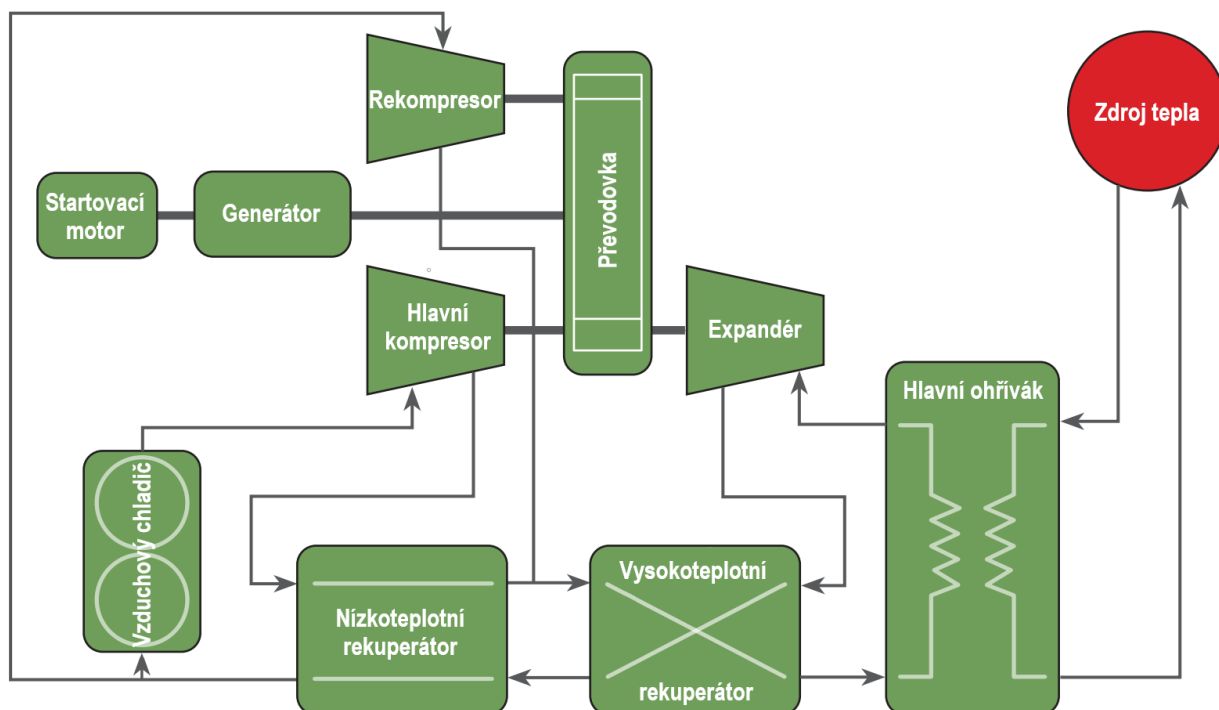 Rekompresor
Zdroj tepla
Startovací
motor
Generátor
Převodovka
Hlavní
kompresor
Expandér
Hlavní ohřívák
Vzduchový chladič
Nízkoteplotní
rekuperátor
Vysokoteplotní
rekuperátor